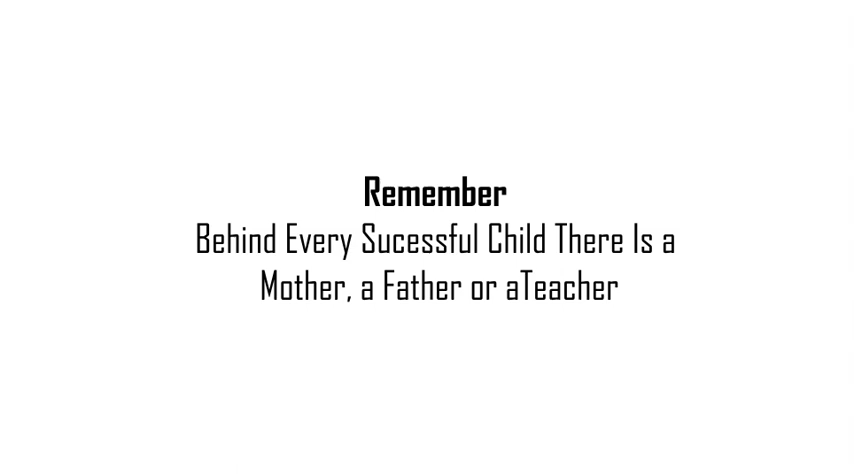 Remember
Behind Every Sucessful Child There Is a
Mother, a Father or aTeacher